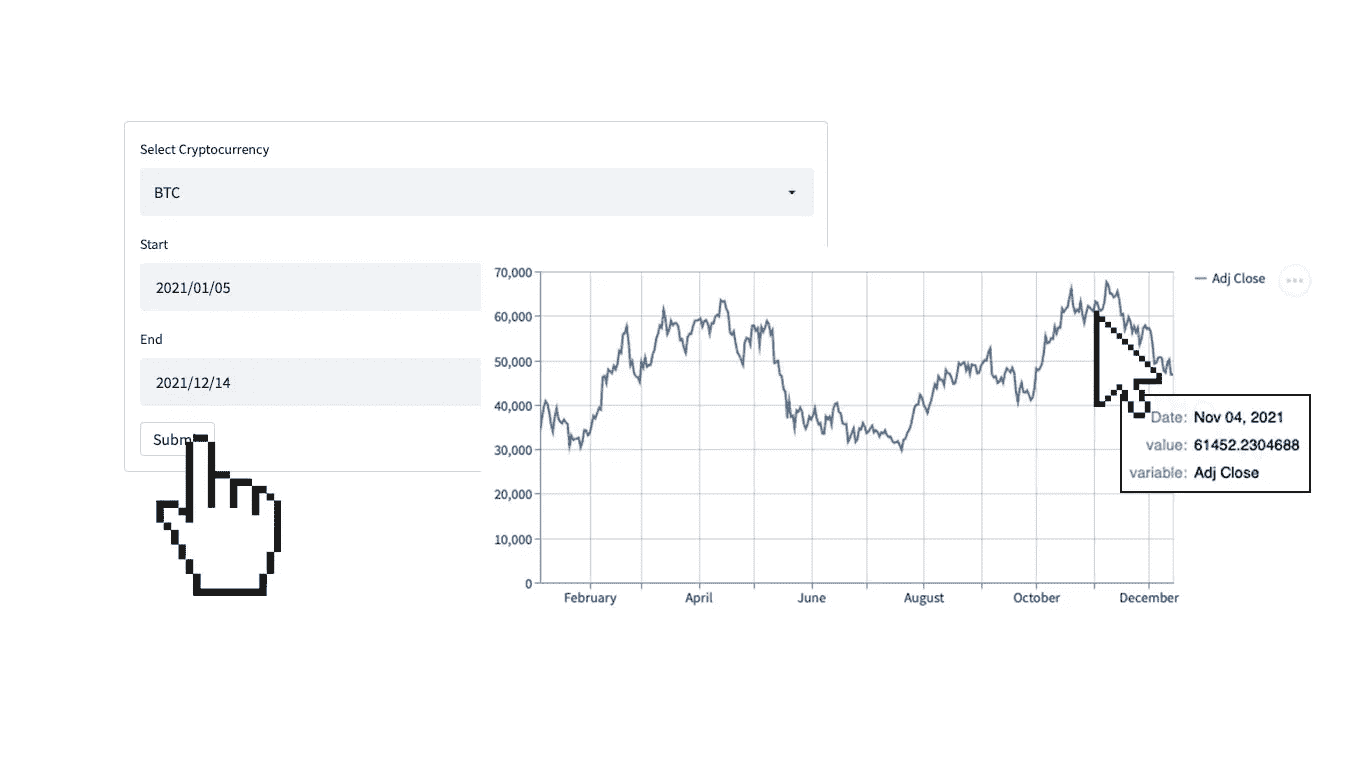 Select Cryptocurrency
BTC
Start
2021/01/05
End
2021/12/14
70,000
60,000
50,000
40,000
30,000
20,000
10,000
0
February April June August October December
Adj Close
Date: Nov 04, 2021
value: 61452.2304688
variable: Adj Close